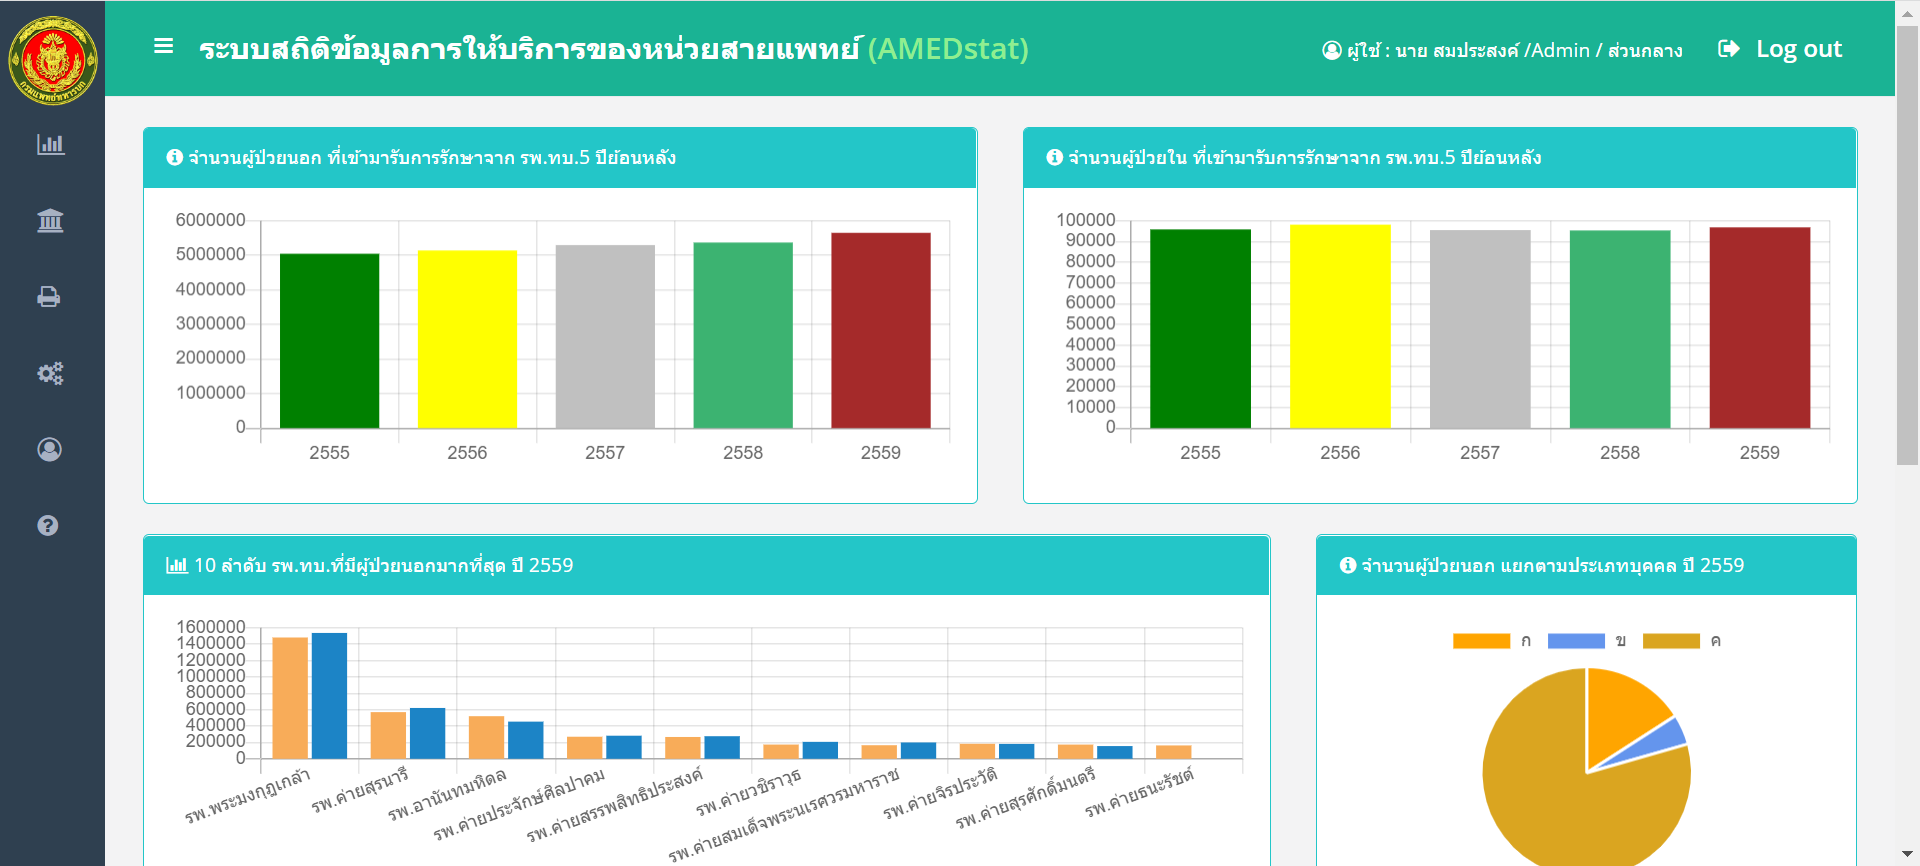 กรมแพทย์ทหารบก
ระบบสถิติข้อมูลการให้บริการของหน่วยสายแพทย์ (AMEDstat)
ผู้ใช้ : นาย สมประสงค์ /Admin / ส่วนกลาง
Log out
จำนวนผู้ป่วยนอก ที่เข้ามารับการรักษาจาก รพ.ทบ.5 ปีย้อนหลัง
6000000
5000000
4000000
3000000
2000000
1000000
0
2555 2556 2557 2558 2559
จำนวนผู้ป่วยใน ที่เข้ามารับการรักษาจาก รพ.ทบ.5 ปีย้อนหลัง
100000
90000
80000
70000
60000
50000
40000
30000
20000
10000
0
2555 2556 2557 2558 2559
10 ลำดับ รพ.ทบ.ที่มีผู้ป่วยนอกมากที่สุด ปี 2559
1600000
1400000
1200000
1000000
800000
600000
400000
200000
0
รพ.พระมงกุฎเกล้า
รพ.ค่ายสุรนารี
รพ.อานันทมหิดล
รพ.ค่ายประจักษ์ศิลปาคม
รพ.ค่ายสรรพสิทธิประสงค์
รพ.ค่ายวชิราวุธ
รพ.ค่ายสมเด็จพระนเรศวรมหาราช
รพ.ค่ายจิรประวัติ
รพ.ค่ายสุรศักดิ์มนตรี
รพ.ค่ายธนะรัชต์
จำนวนผู้ป่วยนอก แยกตามประเภทบุคคล ปี 2559
ก ข ค